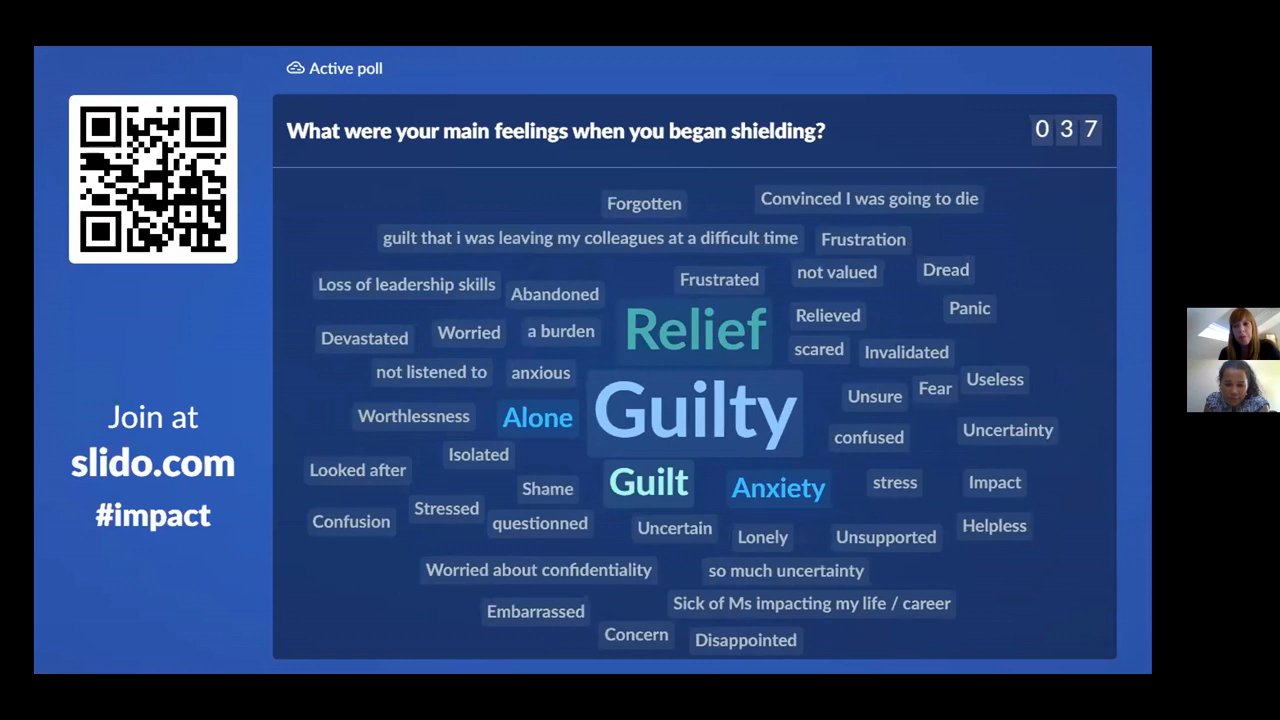 Active poll
What were your main feelings when you began shielding?
037
Forgotten
Convinced I was going to die
guilt that i was leaving my colleagues at a difficult time
Frustration
Loss of leadership skills
Abandoned
Frustrated
not valued
Dread
Devastated
Worried
a burden
Relief
Relieved
Panic
scared
Invalidated
not listened to
anxious
Useless
Worthlessness
Alone
Guilty
Unsure
Fear
confused
Uncertainty
Looked after
Isolated
Shame
Guilt
Anxiety
stress
Impact
Confusion
Stressed
questionned
Uncertain
Lonely
Unsupported
Helpless
Worried about confidentiality
so much uncertainty
Embarrassed
Sick of Ms impacting my life / career
Concern
Disappointed
Join at
slido.com
#impact